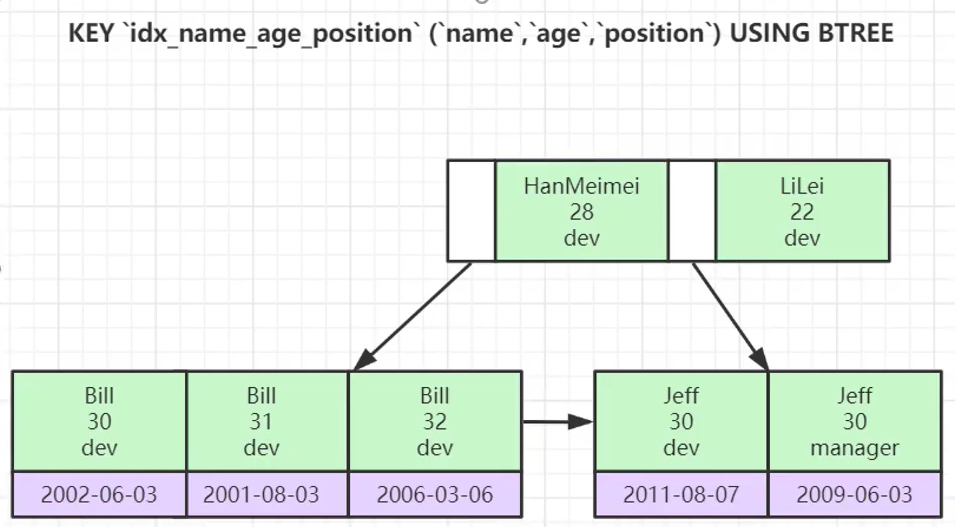 KEY `idx_name_age_position` (`name`,`age`,`position`) USING BTREE
HanMeimei
28
dev
LiLei
22
dev
Bill
30
dev
2002-06-03
Bill
31
dev
2001-08-03
Bill
32
dev
2006-03-06
Jeff
30
dev
2011-08-07
Jeff
30
manager
2009-06-03